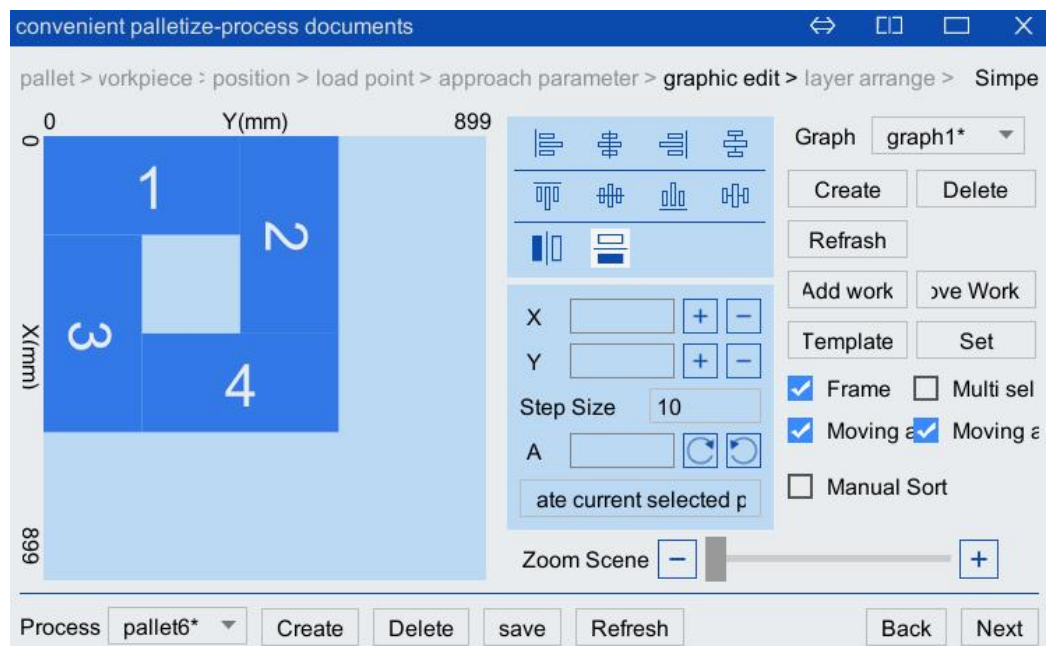 convenient palletize-process documents
pallet > vorkpiece : position > load point > approach parameter > graphic edit > layer arrange > Simpe
0 Y(mm) 899
0
X(mm)
899
1
2
3
4
X
Y
Step Size 10
A
ate current selected p
Zoom Scene
Graph graph1*
Create Delete
Refrash
Add work ove Work
Template Set
Frame Multi sel
Moving a Moving a
Manual Sort
Process pallet6* Create Delete save Refresh Back Next